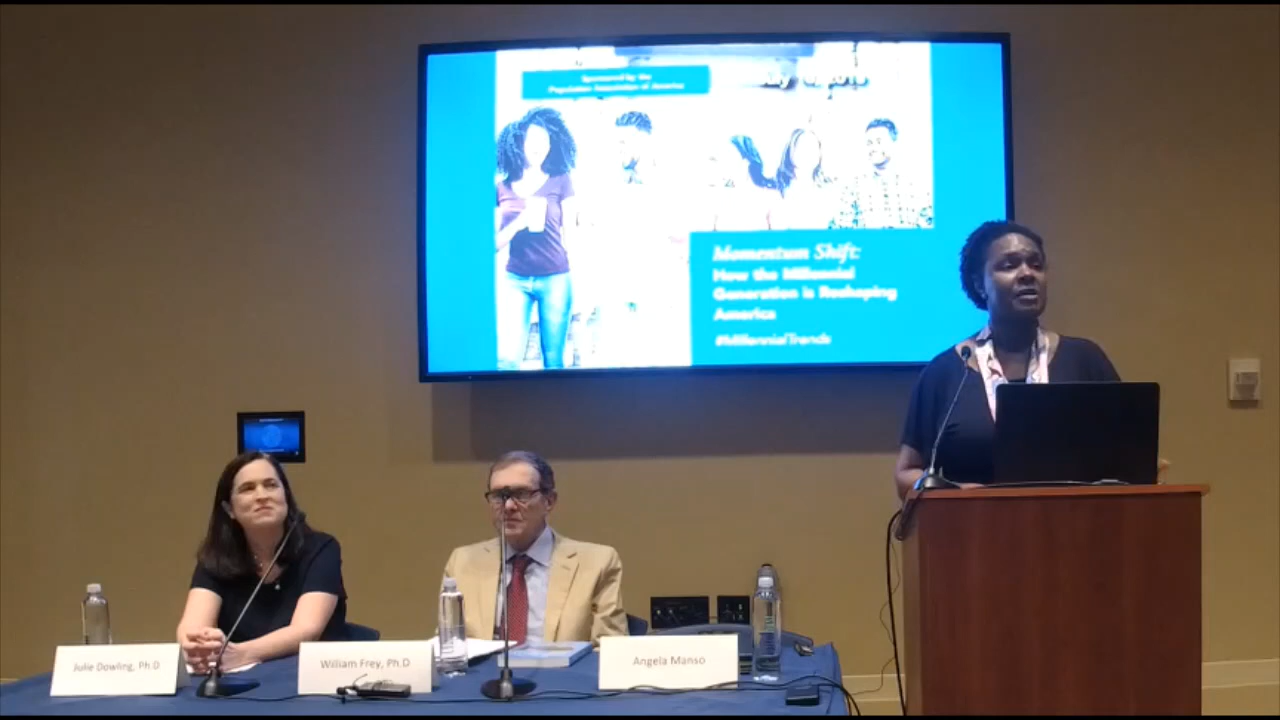 Sponsored by the
Population Association of America
Momentum Shift:
How the Millennial
Generation is Reshaping
America
#MillennialTrends
Julie Dowling, Ph.D
William Frey, Ph.D
Angela Manso